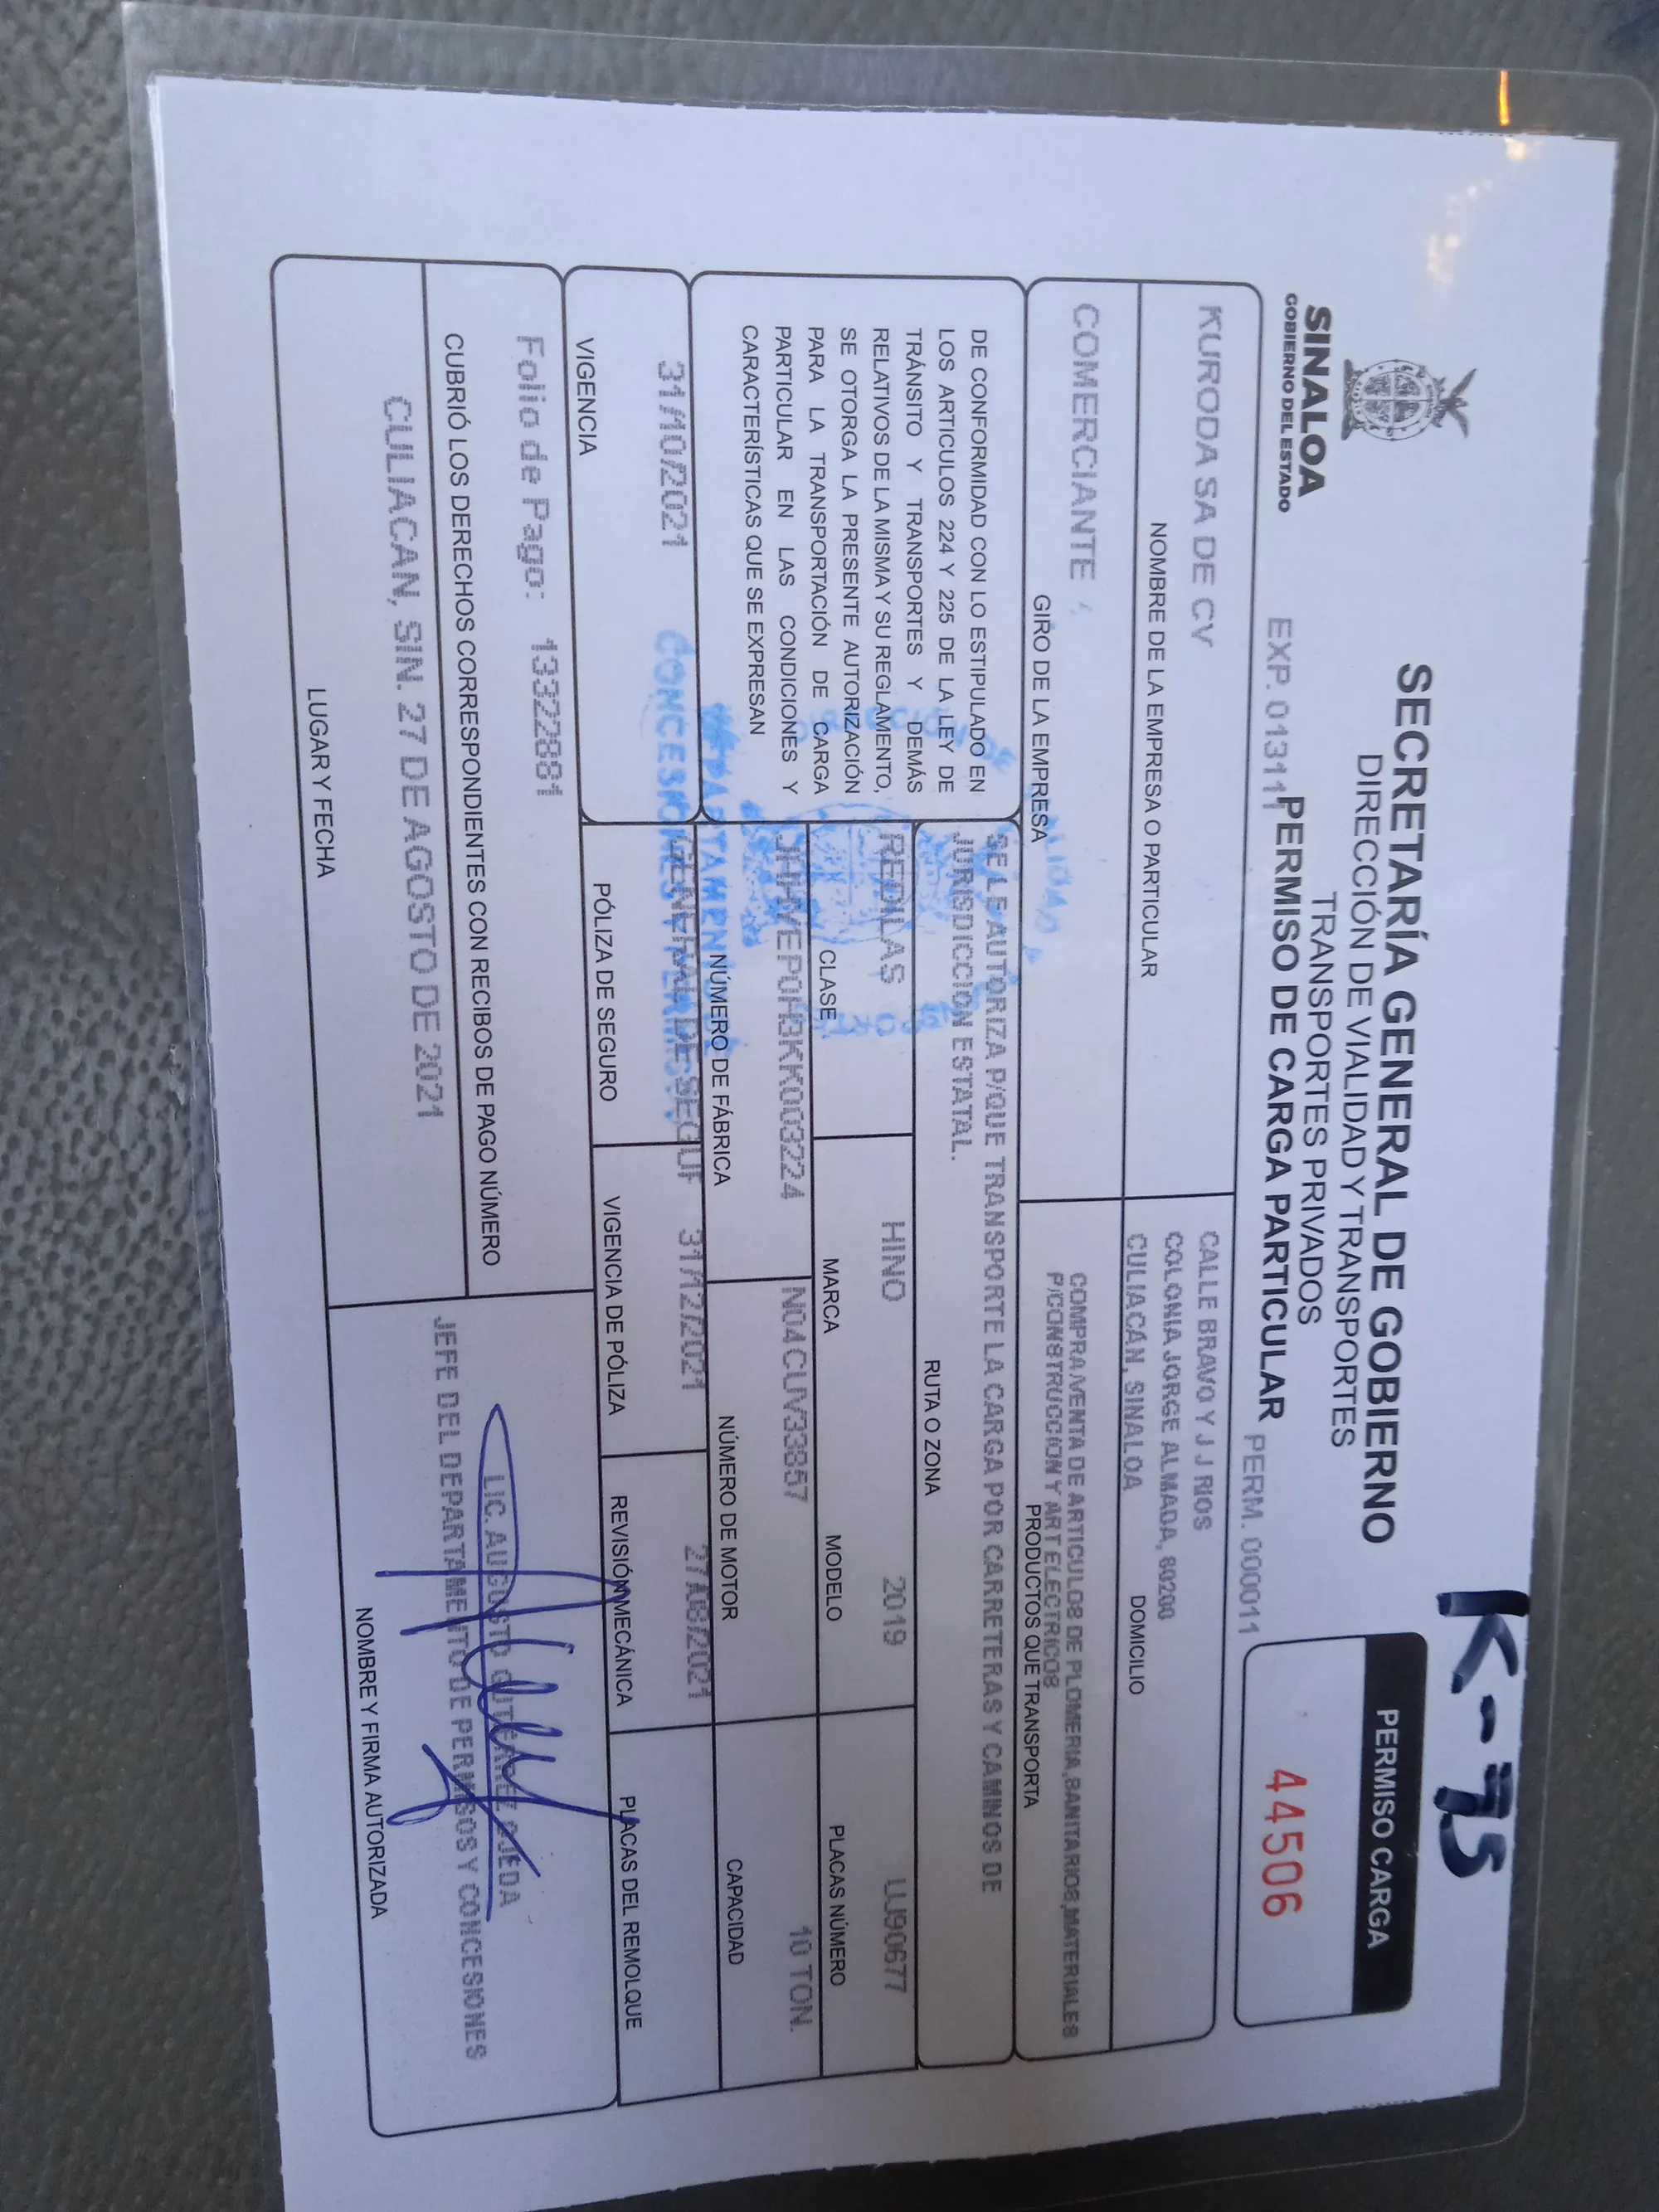 K-75
SECRETARÍA GENERAL DE GOBIERNO
DIRECCIÓN DE VIALIDAD Y TRANSPORTES
TRANSPORTES PRIVADOS
PERMISO DE CARGA PARTICULAR
SINALOA
GOBIERNO DEL ESTADO
EXP. 013111
PERM. 000011
PERMISO CARGA
44506
KURODA SA DE CV
NOMBRE DE LA EMPRESA O PARTICULAR
CALLE BRAVO Y J J RIOS
COLONIA JORGE ALMADA, 80200
CULIACÁN, SINALOA
DOMICILIO
COMERCIANTE
GIRO DE LA EMPRESA
COMPRA/VENTA DE ARTICULOS DE PLOMERIA,SANITARIOS,MATERIALES
P/CONSTRUCCION Y ART ELECTRICOS
PRODUCTOS QUE TRANSPORTA
DE CONFORMIDAD CON LO ESTIPULADO EN
LOS ARTICULOS 224 Y 225 DE LA LEY DE
TRÁNSITO Y TRANSPORTES Y DEMÁS
RELATIVOS DE LA MISMA Y SU REGLAMENTO,
SE OTORGA LA PRESENTE AUTORIZACIÓN
PARA LA TRANSPORTACIÓN DE CARGA
PARTICULAR EN LAS CONDICIONES Y
CARACTERÍSTICAS QUE SE EXPRESAN
SE LE AUTORIZA P/QUE TRANSPORTE LA CARGA POR CARRETERAS Y CAMINOS DE
JURISDICCION ESTATAL.
RUTA O ZONA
REDILAS
CLASE
HINO
MARCA
2019
MODELO
UJ90677
PLACAS NÚMERO
NÚMERO DE FÁBRICA
N04CUV33857
NÚMERO DE MOTOR
10 TON.
CAPACIDAD
31/10/2021
VIGENCIA
GENERAL DE SEGUR
PÓLIZA DE SEGURO
31/12/2021
VIGENCIA DE PÓLIZA
27/08/2021
REVISIÓN MECÁNICA
PLACAS DEL REMOLQUE
Folio de Pago: 13322881
CUBRIÓ LOS DERECHOS CORRESPONDIENTES CON RECIBOS DE PAGO NÚMERO
CULIACAN, SIN. 27 DE AGOSTO DE 2021
LUGAR Y FECHA
LIC. AUGUSTO OJEDA
JEFE DEL DEPARTAMENTO DE PERMISOS Y CONCESIONES
NOMBRE Y FIRMA AUTORIZADA